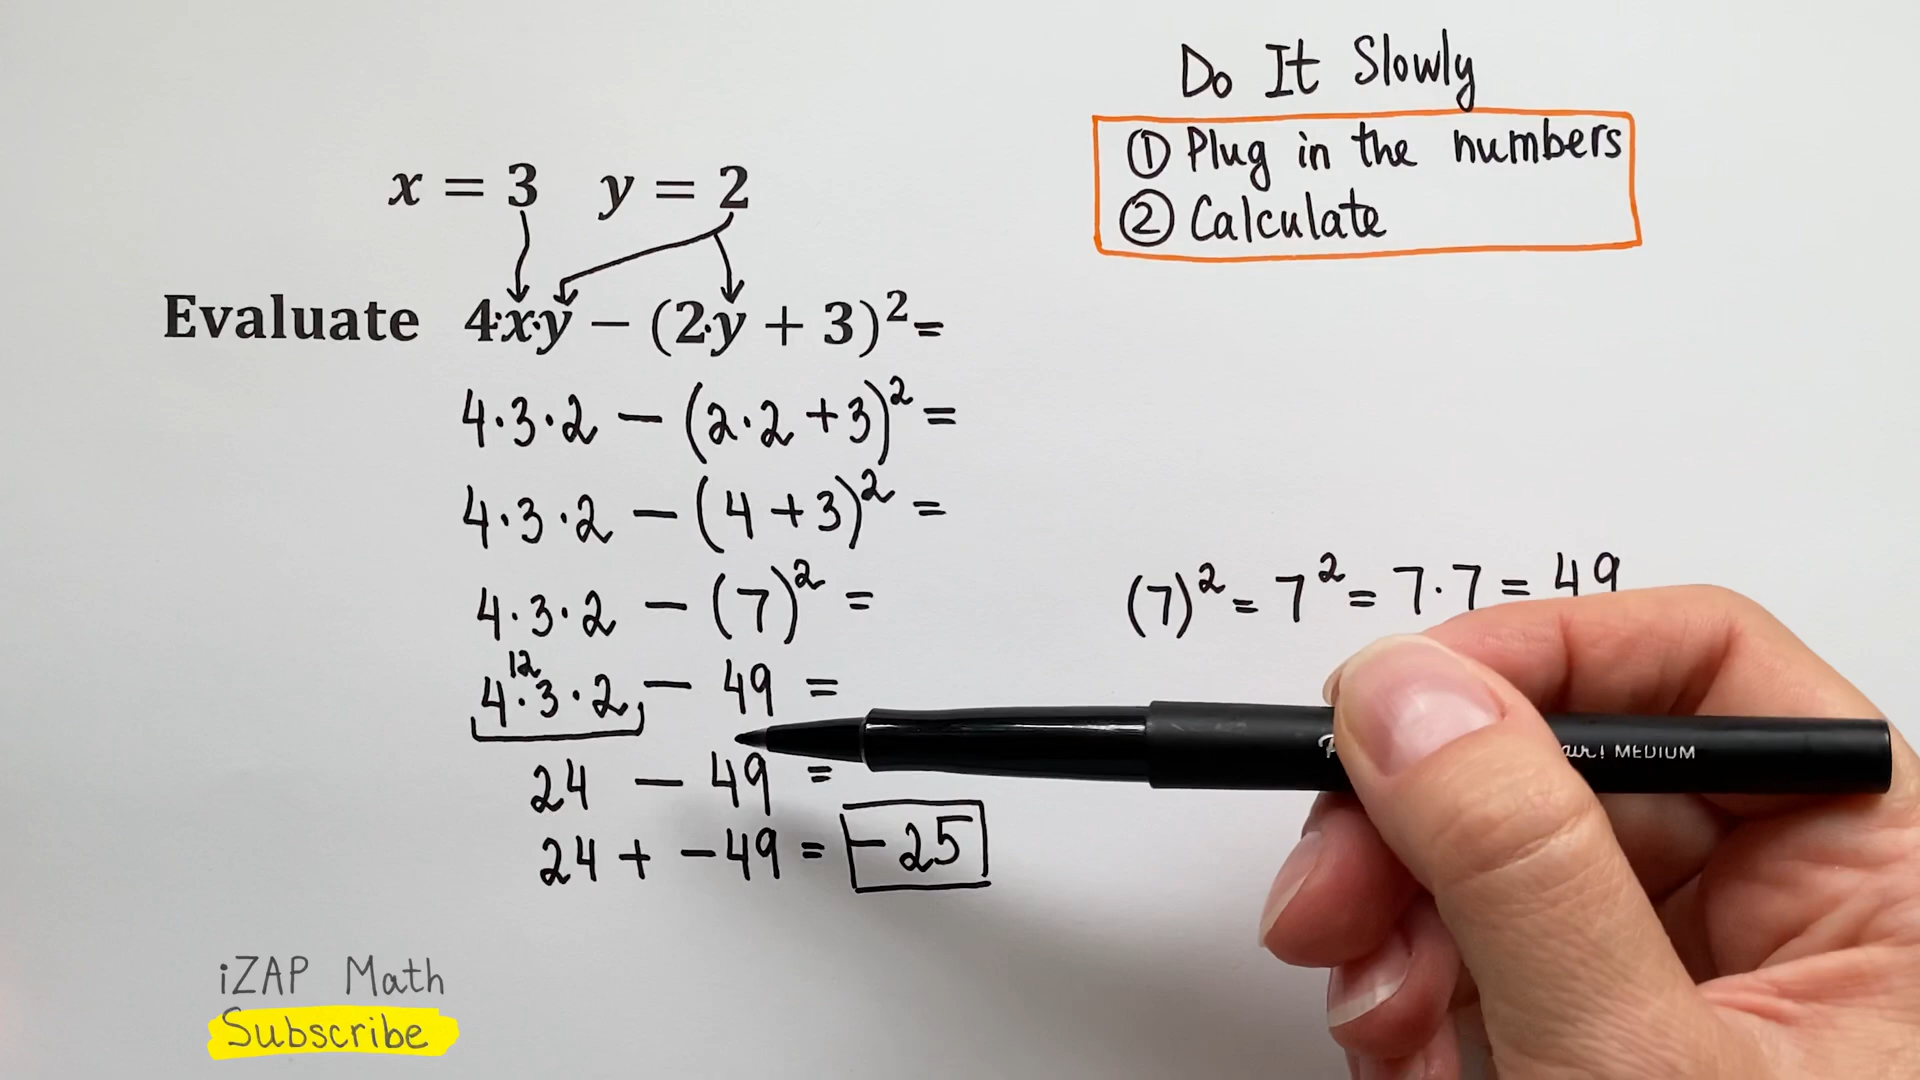 Do It Slowly
① Plug in the numbers
② Calculate
x = 3 y = 2
Evaluate 4·x·y − (2·y + 3)² =
4·3·2 − (2·2 + 3)² =
4·3·2 − (4 + 3)² =
4·3·2 − (7)² =
(7)² = 7² = 7·7 = 49
12
4·3·2 − 49 =
24 − 49 =
24 + −49 = −25
MEDIUM
iZAP Math
Subscribe